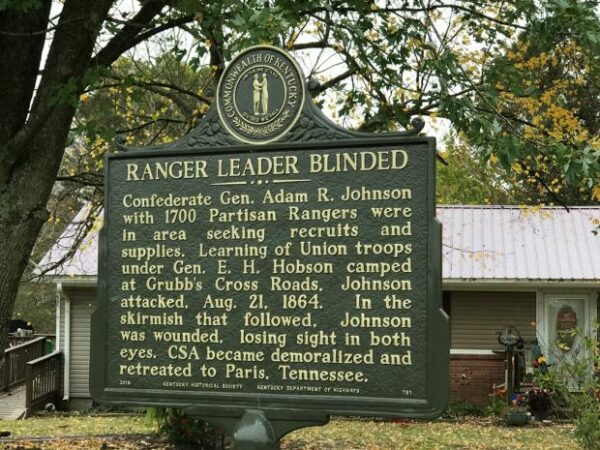 COMMONWEALTH OF KENTUCKY
RANGER LEADER BLINDED
Confederate Gen. Adam R. Johnson
with 1700 Partisan Rangers were
in area seeking recruits and
supplies. Learning of Union troops
under Gen. E. H. Hobson camped
at Grubb's Cross Roads, Johnson
attacked, Aug. 21, 1864. In the
skirmish that followed, Johnson
was wounded, losing sight in both
eyes. CSA became demoralized and
retreated to Paris, Tennessee.
KENTUCKY HISTORICAL SOCIETY KENTUCKY DEPARTMENT OF HIGHWAYS